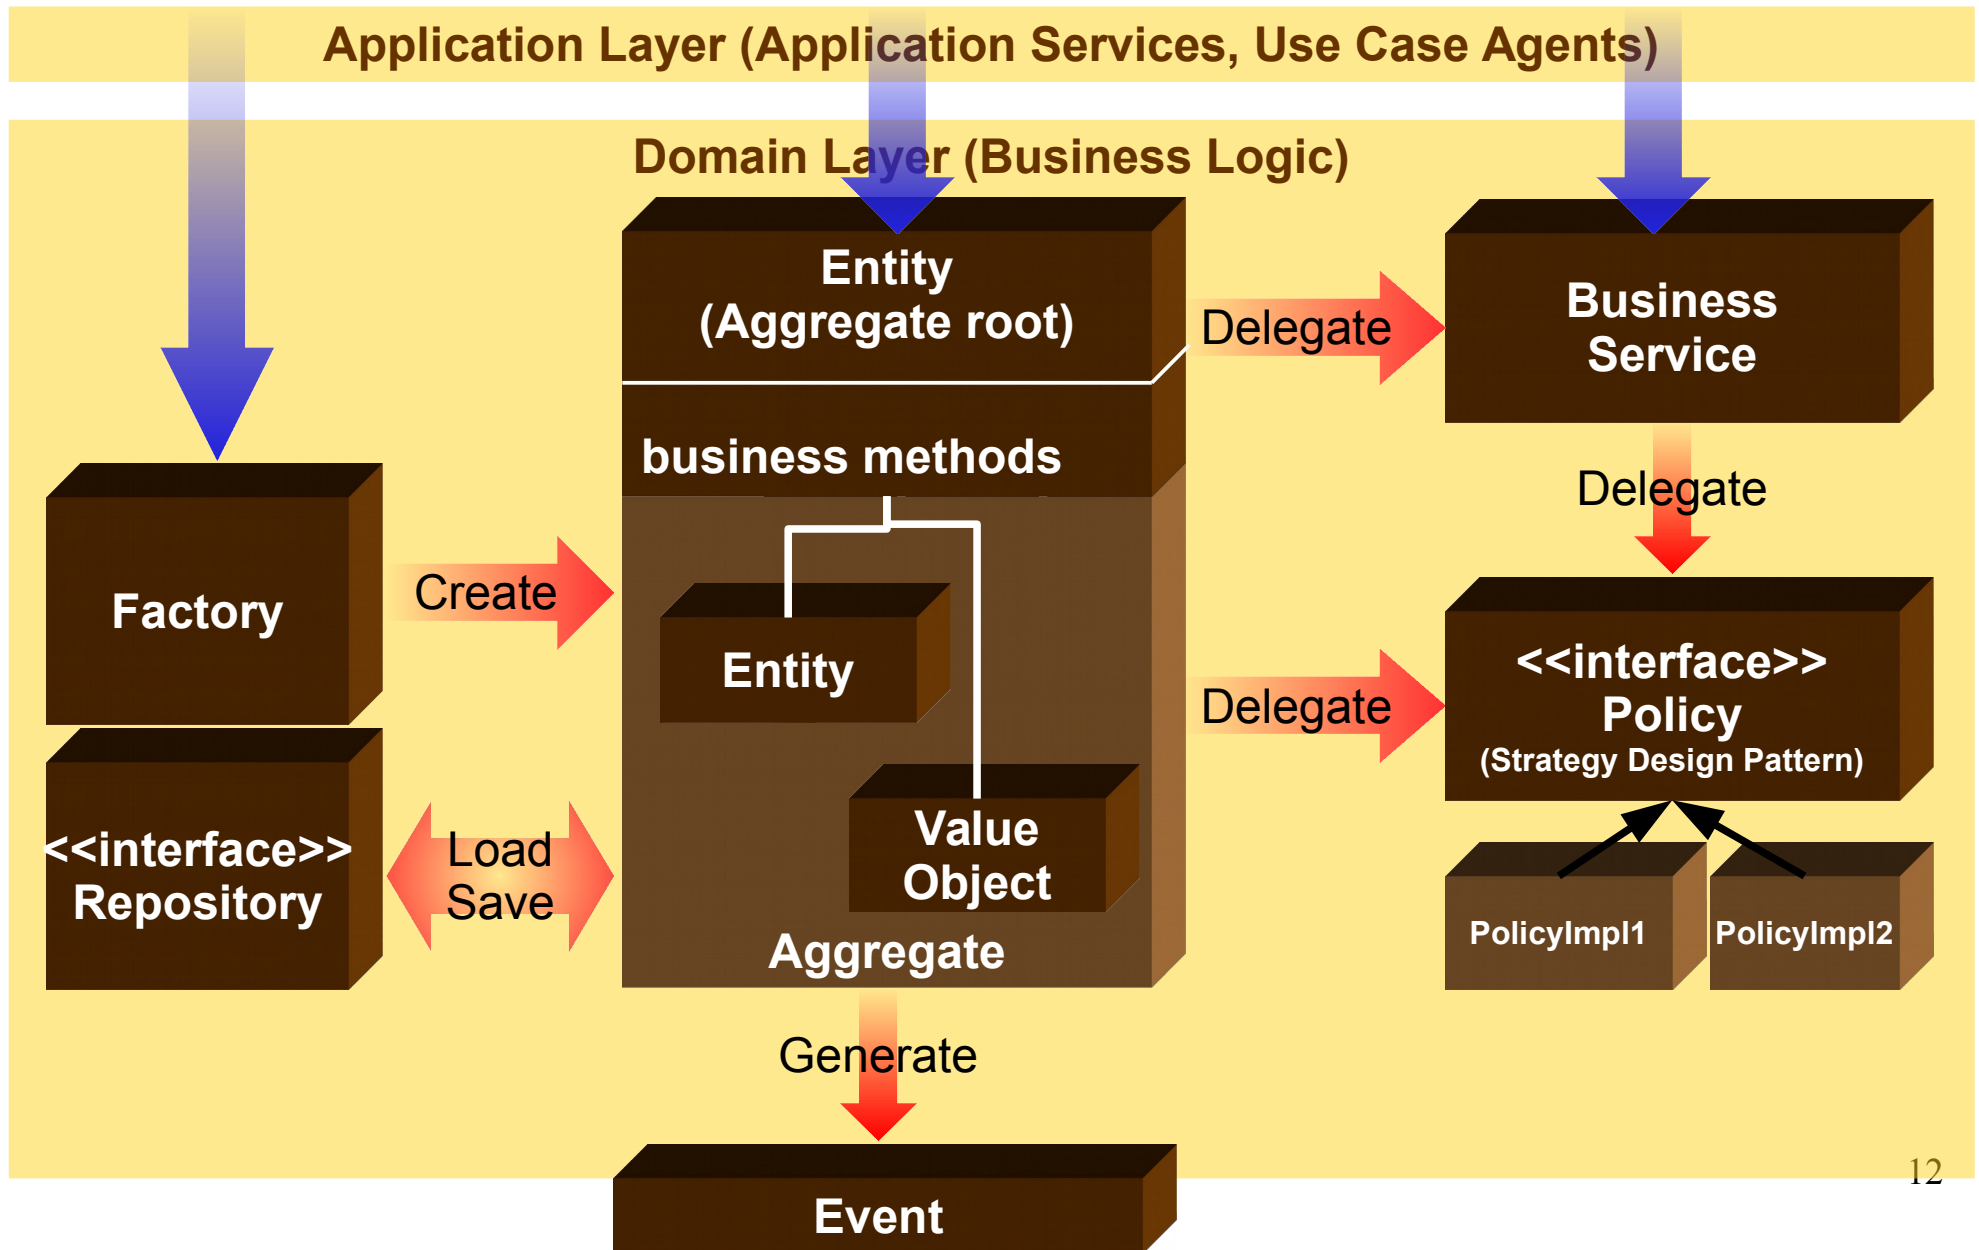 Application Layer (Application Services, Use Case Agents)
Domain Layer (Business Logic)
Entity
(Aggregate root)
Delegate
Business
Service
business methods
Delegate
Factory
Create
Entity
Delegate
<<interface>>
Policy
(Strategy Design Pattern)
<<interface>>
Repository
Load
Save
Value
Object
Aggregate
PolicyImpl1
PolicyImpl2
Generate
Event
12